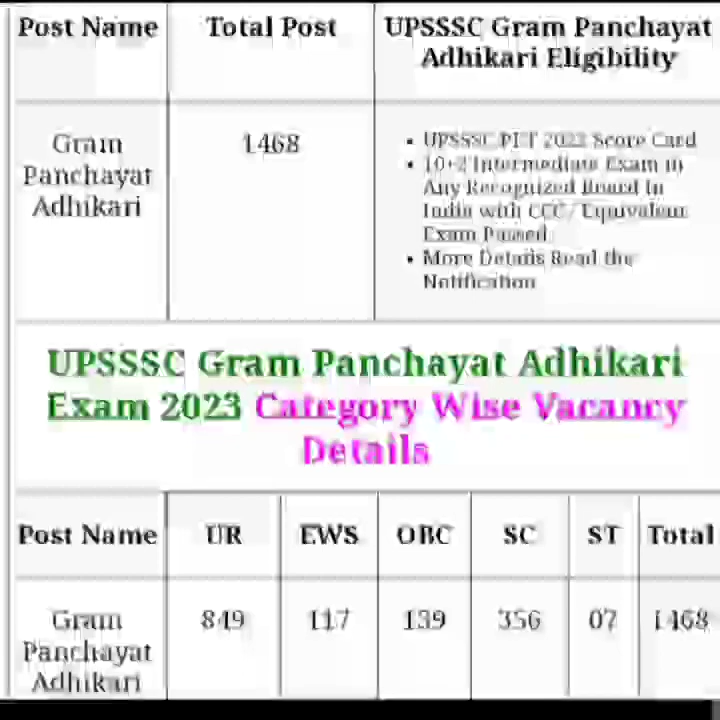 Post Name Total Post UPSSSC Gram Panchayat
Adhikari Eligibility
Gram
Panchayat
Adhikari
1468
• UPSSSC PET 2022 Score Card
• 10+2 Intermediate Exam in
Any Recognized Board In
India with CCC / Equivalent
Exam Passed
• More Details Read the
Notification
UPSSSC Gram Panchayat Adhikari
Exam 2023 Category Wise Vacancy
Details
Post Name UR EWS OBC SC ST Total
Gram 849 117 139 356 07 1468
Panchayat
Adhikari